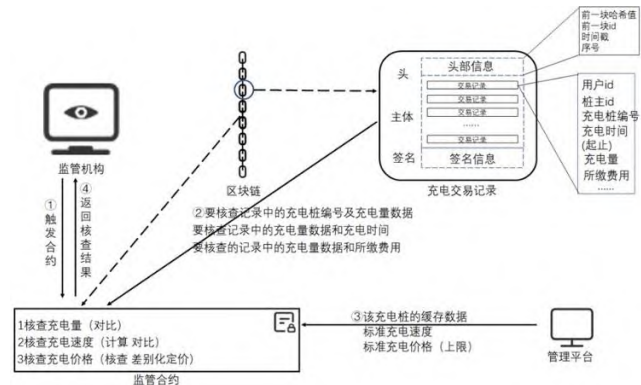 前一块哈希值
前一块id
时间戳
序号
头
头部信息
交易记录
交易记录
交易记录
……
交易记录
主体
签名
签名信息
用户id
桩主id
充电桩编号
充电时间
(起止)
充电量
所缴费用
……
监管机构
区块链
充电交易记录
①触发合约
④返回核查结果
②要核查记录中的充电桩编号及充电量数据
要核查记录中的充电量数据和充电时间
要核查的记录中的充电量数据和所缴费用
1核查充电量（对比）
2核查充电速度（计算 对比）
3核查充电价格（核查 差别化定价）
监管合约
③该充电桩的缓存数据
标准充电速度
标准充电价格（上限）
管理平台